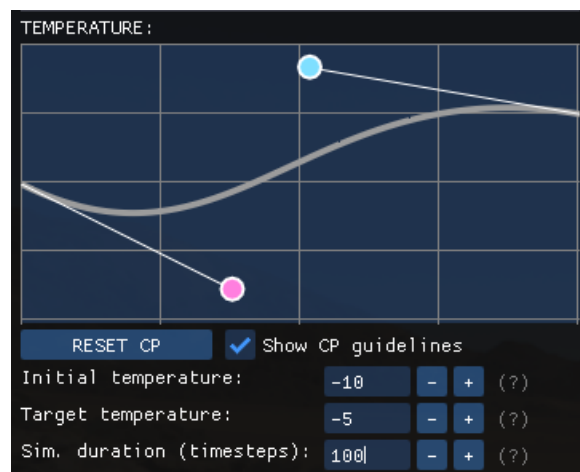 TEMPERATURE:
RESET CP Show CP guidelines
Initial temperature: -10 - + (?)
Target temperature: -5 - + (?)
Sim. duration (timesteps): 100 - + (?)